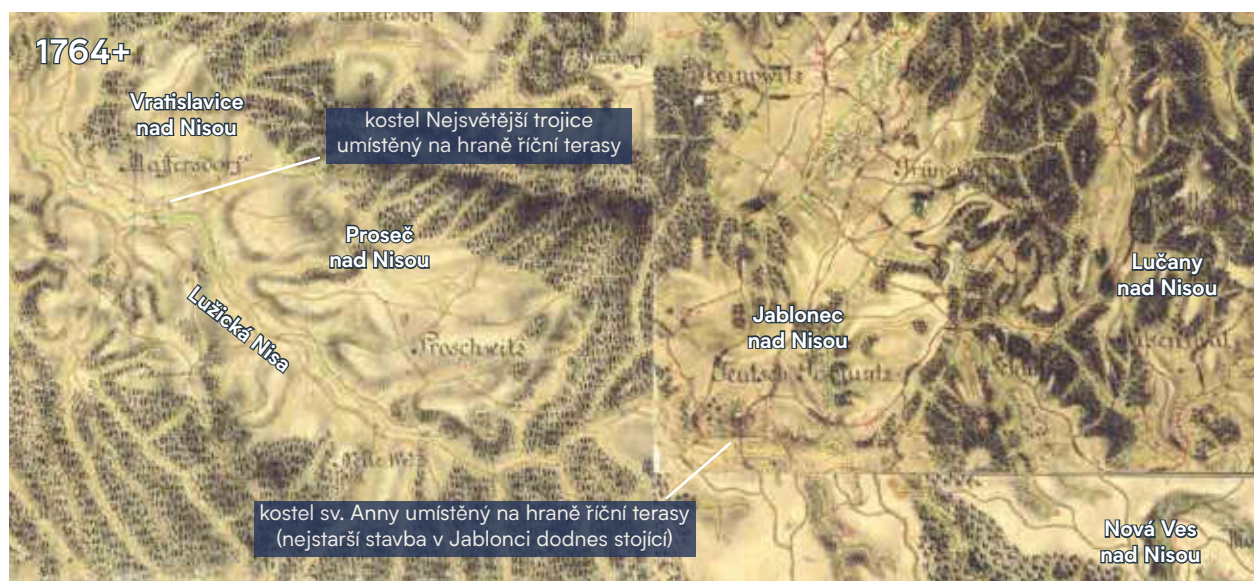 1764+
Vratislavice
nad Nisou
kostel Nejsvětější trojice
umístěný na hraně říční terasy
Maffersdorf
Proseč
nad Nisou
Lučany
nad Nisou
Lužická Nisa
Jablonec
nad Nisou
Proschwitz
Deutsch
kostel sv. Anny umístěný na hraně říční terasy
(nejstarší stavba v Jablonci dodnes stojící)
Nová Ves
nad Nisou